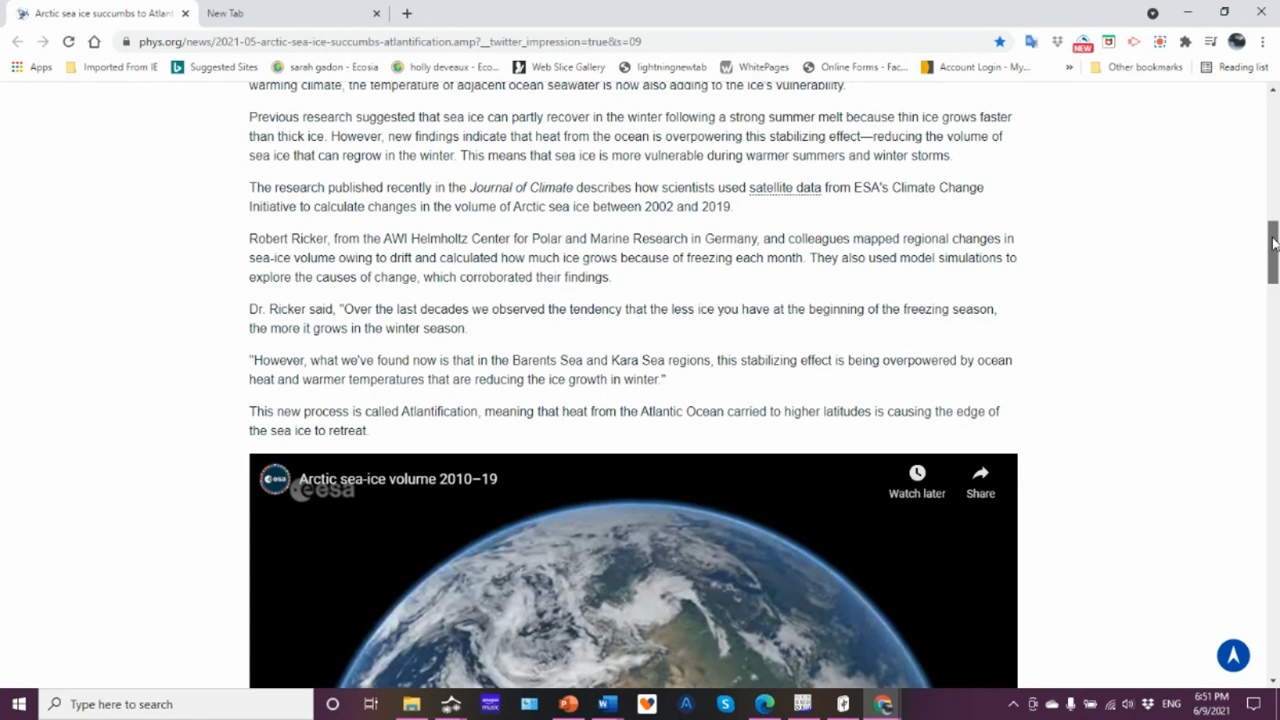 Arctic sea ice succumbs to Atlant
New Tab
phys.org/news/2021-05-arctic-sea-ice-succumbs-atlantification.amp?__twitter_impression=true&s=09
NEW
Apps
Imported From IE
Suggested Sites
sarah gadon - Ecosia
holly deveaux - Eco...
Web Slice Gallery
lightningnewtab
WhitePages
Online Forms - Fac...
Account Login - My...
»
Other bookmarks
Reading list
warming climate, the temperature of adjacent ocean seawater is now also adding to the ice's vulnerability.
Previous research suggested that sea ice can partly recover in the winter following a strong summer melt because thin ice grows faster
than thick ice. However, new findings indicate that heat from the ocean is overpowering this stabilizing effect—reducing the volume of
sea ice that can regrow in the winter. This means that sea ice is more vulnerable during warmer summers and winter storms.
The research published recently in the Journal of Climate describes how scientists used satellite data from ESA's Climate Change
Initiative to calculate changes in the volume of Arctic sea ice between 2002 and 2019.
Robert Ricker, from the AWI Helmholtz Center for Polar and Marine Research in Germany, and colleagues mapped regional changes in
sea-ice volume owing to drift and calculated how much ice grows because of freezing each month. They also used model simulations to
explore the causes of change, which corroborated their findings.
Dr. Ricker said, "Over the last decades we observed the tendency that the less ice you have at the beginning of the freezing season,
the more it grows in the winter season.
"However, what we've found now is that in the Barents Sea and Kara Sea regions, this stabilizing effect is being overpowered by ocean
heat and warmer temperatures that are reducing the ice growth in winter."
This new process is called Atlantification, meaning that heat from the Atlantic Ocean carried to higher latitudes is causing the edge of
the sea ice to retreat.
esa
Arctic sea-ice volume 2010–19
esa
Watch later
Share
Type here to search
music
ENG
6:51 PM
6/9/2021